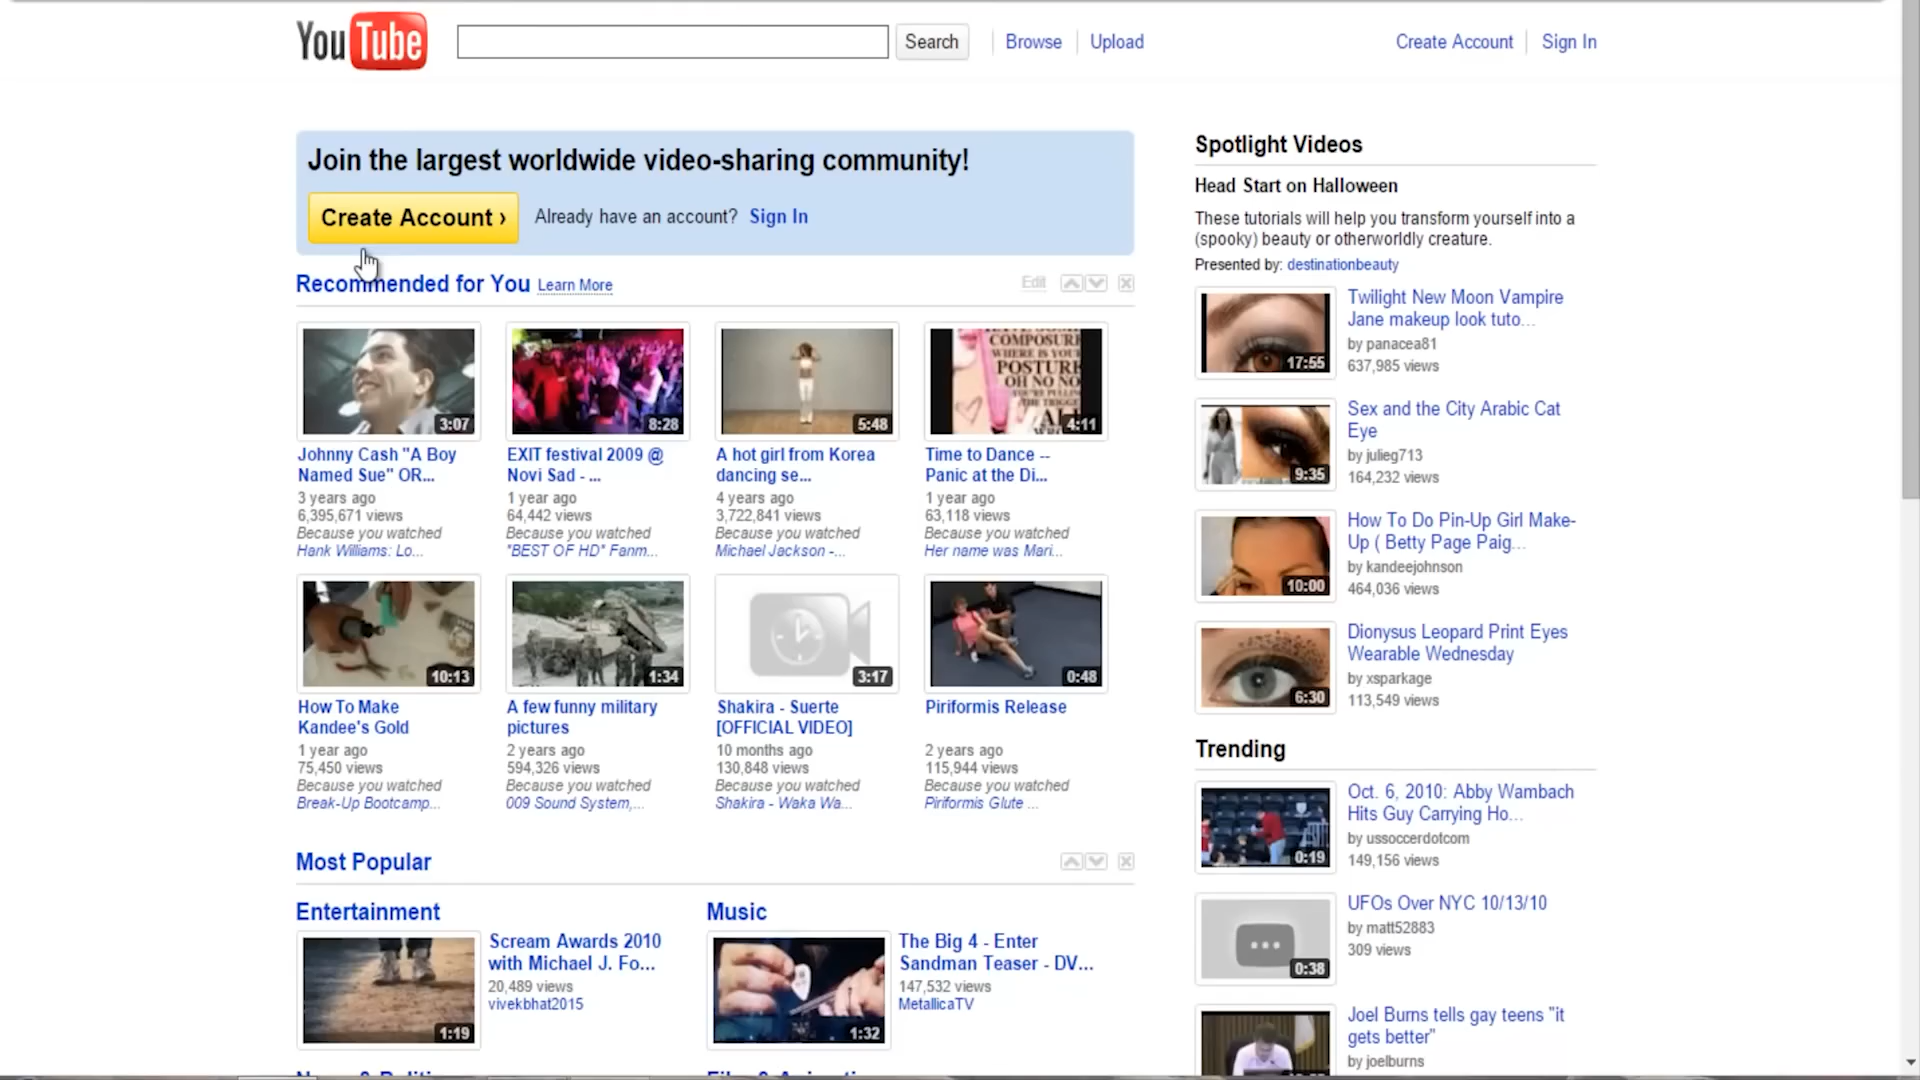 YouTube
Search
Browse
Upload
Create Account
Sign In
Join the largest worldwide video-sharing community!
Create Account ›
Already have an account? Sign In
Recommended for You Learn More
Edit
3:07
Johnny Cash "A Boy
Named Sue" OR...
3 years ago
6,395,671 views
Because you watched
Hank Williams: Lo...
8:28
EXIT festival 2009 @
Novi Sad - ...
1 year ago
64,442 views
Because you watched
"BEST OF HD" Fanm...
5:48
A hot girl from Korea
dancing se...
4 years ago
3,722,841 views
Because you watched
Michael Jackson -...
COMPOSURE
WHERE IS YOUR
POSTURE
OH NO NO
YOU'RE PULLING
THE TRIGGER
4:11
Time to Dance --
Panic at the Di...
1 year ago
63,118 views
Because you watched
Her name was Mari...
10:13
How To Make
Kandee's Gold
1 year ago
75,450 views
Because you watched
Break-Up Bootcamp...
1:34
A few funny military
pictures
2 years ago
594,326 views
Because you watched
009 Sound System,...
3:17
Shakira - Suerte
[OFFICIAL VIDEO]
10 months ago
130,848 views
Because you watched
Shakira - Waka Wa...
0:48
Piriformis Release
2 years ago
115,944 views
Because you watched
Piriformis Glute ...
Most Popular
Entertainment
1:19
Scream Awards 2010
with Michael J. Fo...
20,489 views
vivekbhat2015
Music
1:32
The Big 4 - Enter
Sandman Teaser - DV...
147,532 views
MetallicaTV
Spotlight Videos
Head Start on Halloween
These tutorials will help you transform yourself into a
(spooky) beauty or otherworldly creature.
Presented by: destinationbeauty
17:55
Twilight New Moon Vampire
Jane makeup look tuto...
by panacea81
637,985 views
9:35
Sex and the City Arabic Cat
Eye
by julieg713
164,232 views
10:00
How To Do Pin-Up Girl Make-
Up ( Betty Page Paig...
by kandeejohnson
464,036 views
6:30
Dionysus Leopard Print Eyes
Wearable Wednesday
by xsparkage
113,549 views
Trending
0:19
Oct. 6, 2010: Abby Wambach
Hits Guy Carrying Ho...
by ussoccerdotcom
149,156 views
0:38
UFOs Over NYC 10/13/10
by matt52883
309 views
Joel Burns tells gay teens "it
gets better"
by joelburns